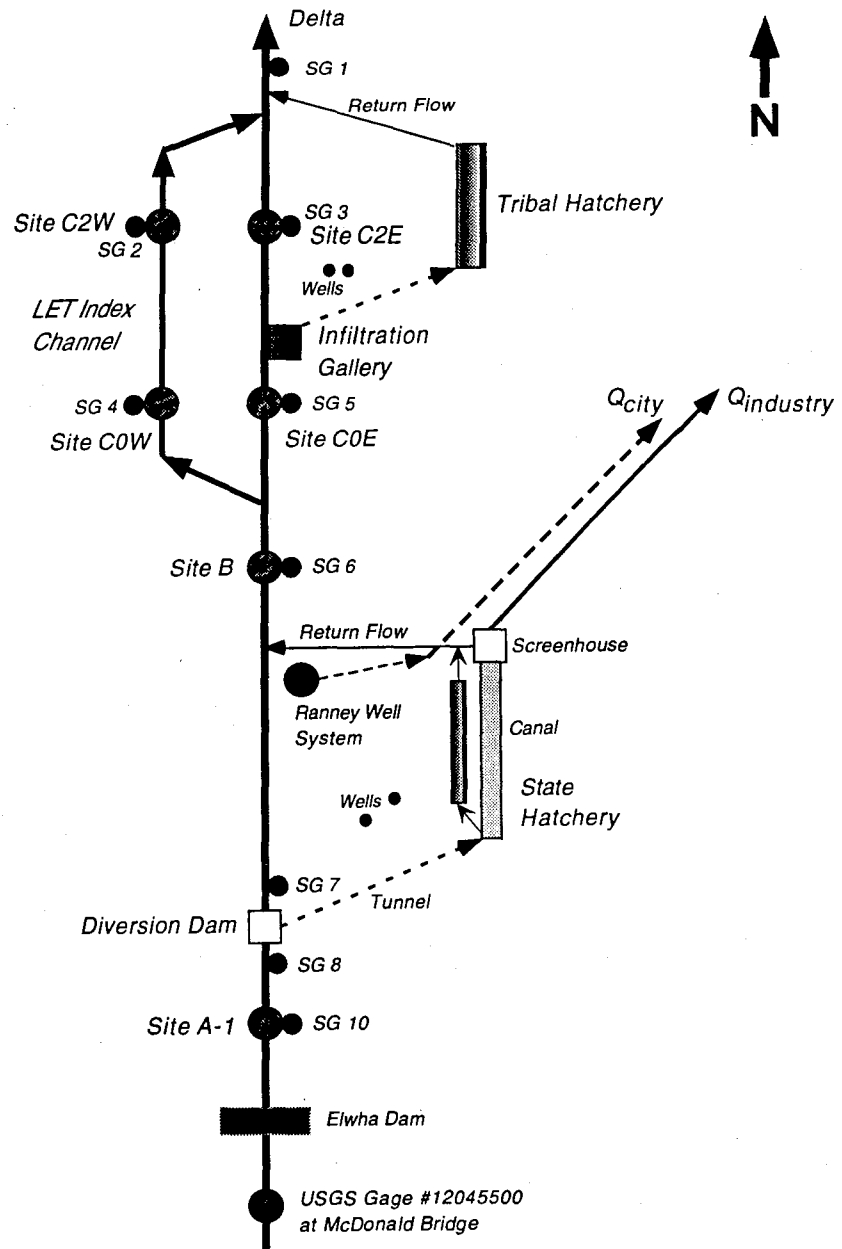 Delta
SG 1
Return Flow
N
Tribal Hatchery
Site C2W
SG 2
SG 3
Site C2E
Wells
LET Index
Channel
Infiltration
Gallery
SG 4
Site C0W
SG 5
Site C0E
Qcity
Qindustry
Site B
SG 6
Return Flow
Screenhouse
Ranney Well
System
Canal
State
Hatchery
Wells
SG 7
Tunnel
Diversion Dam
SG 8
Site A-1
SG 10
Elwha Dam
USGS Gage #12045500
at McDonald Bridge